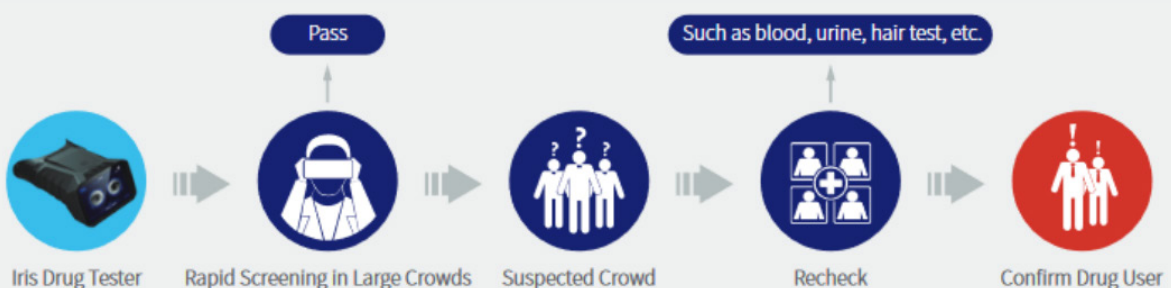 Pass
Such as blood, urine, hair test, etc.
Iris Drug Tester
Rapid Screening in Large Crowds
Suspected Crowd
Recheck
Confirm Drug User